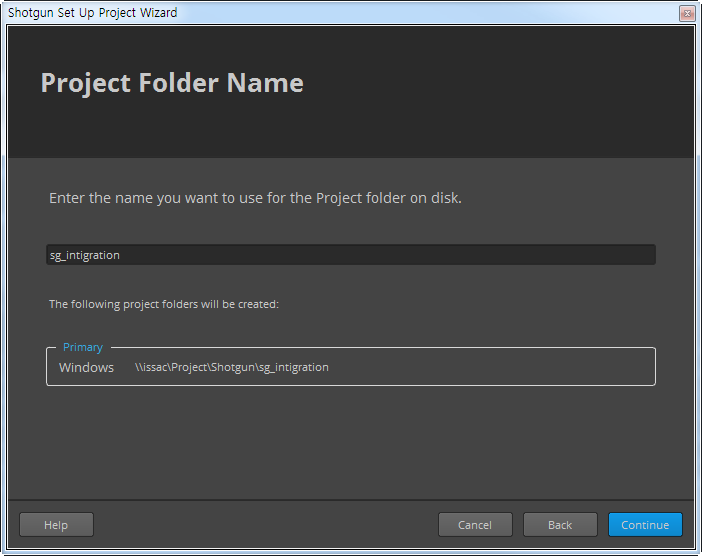 Shotgun Set Up Project Wizard
Project Folder Name
Enter the name you want to use for the Project folder on disk.
sg_intigration
The following project folders will be created:
Primary
Windows \\issac\Project\Shotgun\sg_intigration
Help Cancel Back Continue